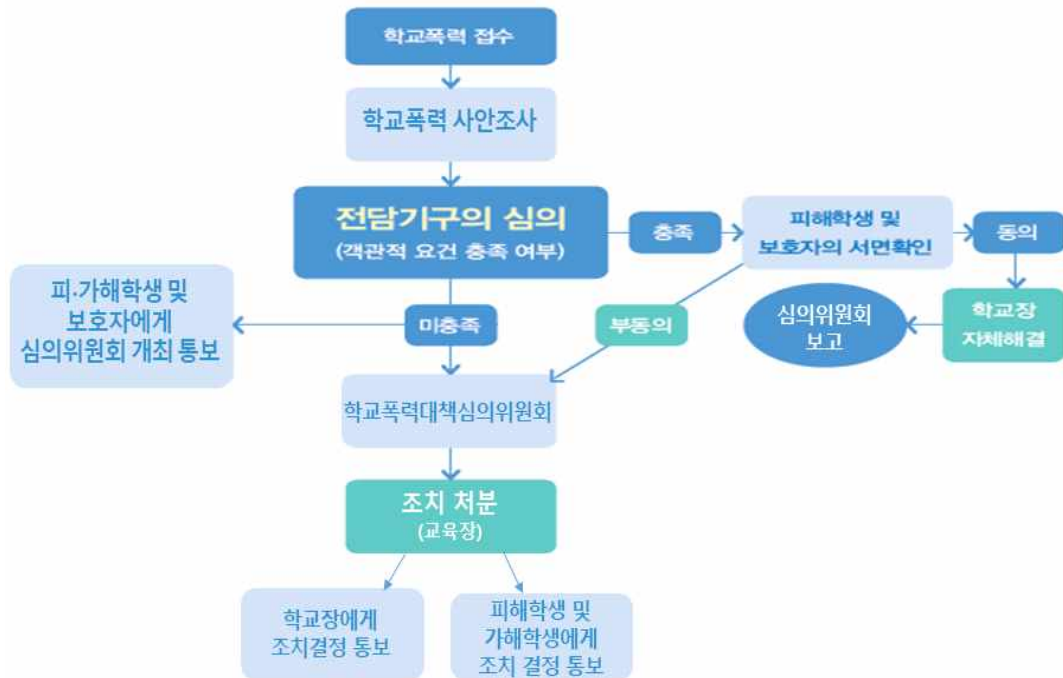 학교폭력 접수
학교폭력 사안조사
전담기구의 심의
(객관적 요건 충족 여부)
충족
피해학생 및
보호자의 서면확인
동의
피·가해학생 및
보호자에게
심의위원회 개최 통보
미충족
부동의
심의위원회
보고
학교장
자체해결
학교폭력대책심의위원회
조치 처분
(교육장)
학교장에게
조치결정 통보
피해학생 및
가해학생에게
조치 결정 통보